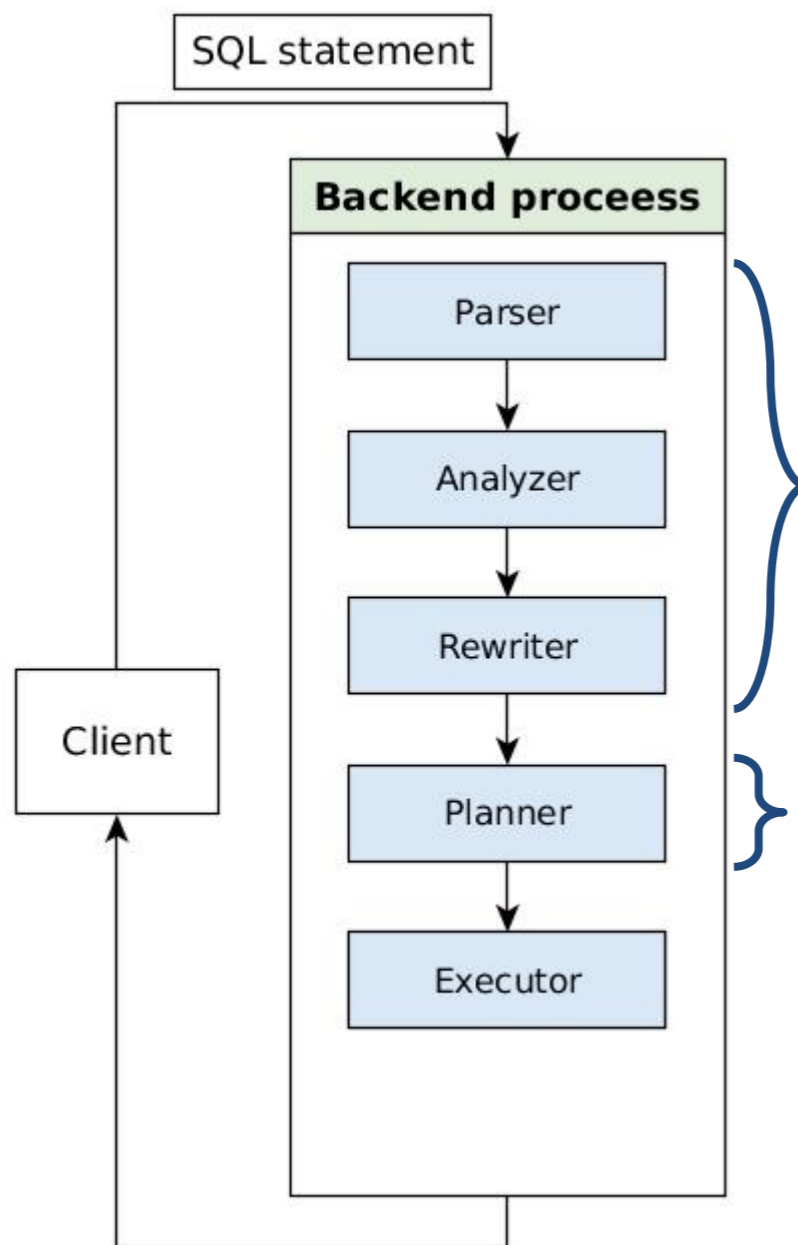 SQL statement
Backend proceess
Parser
Analyzer
Rewriter
Client
Planner
Executor